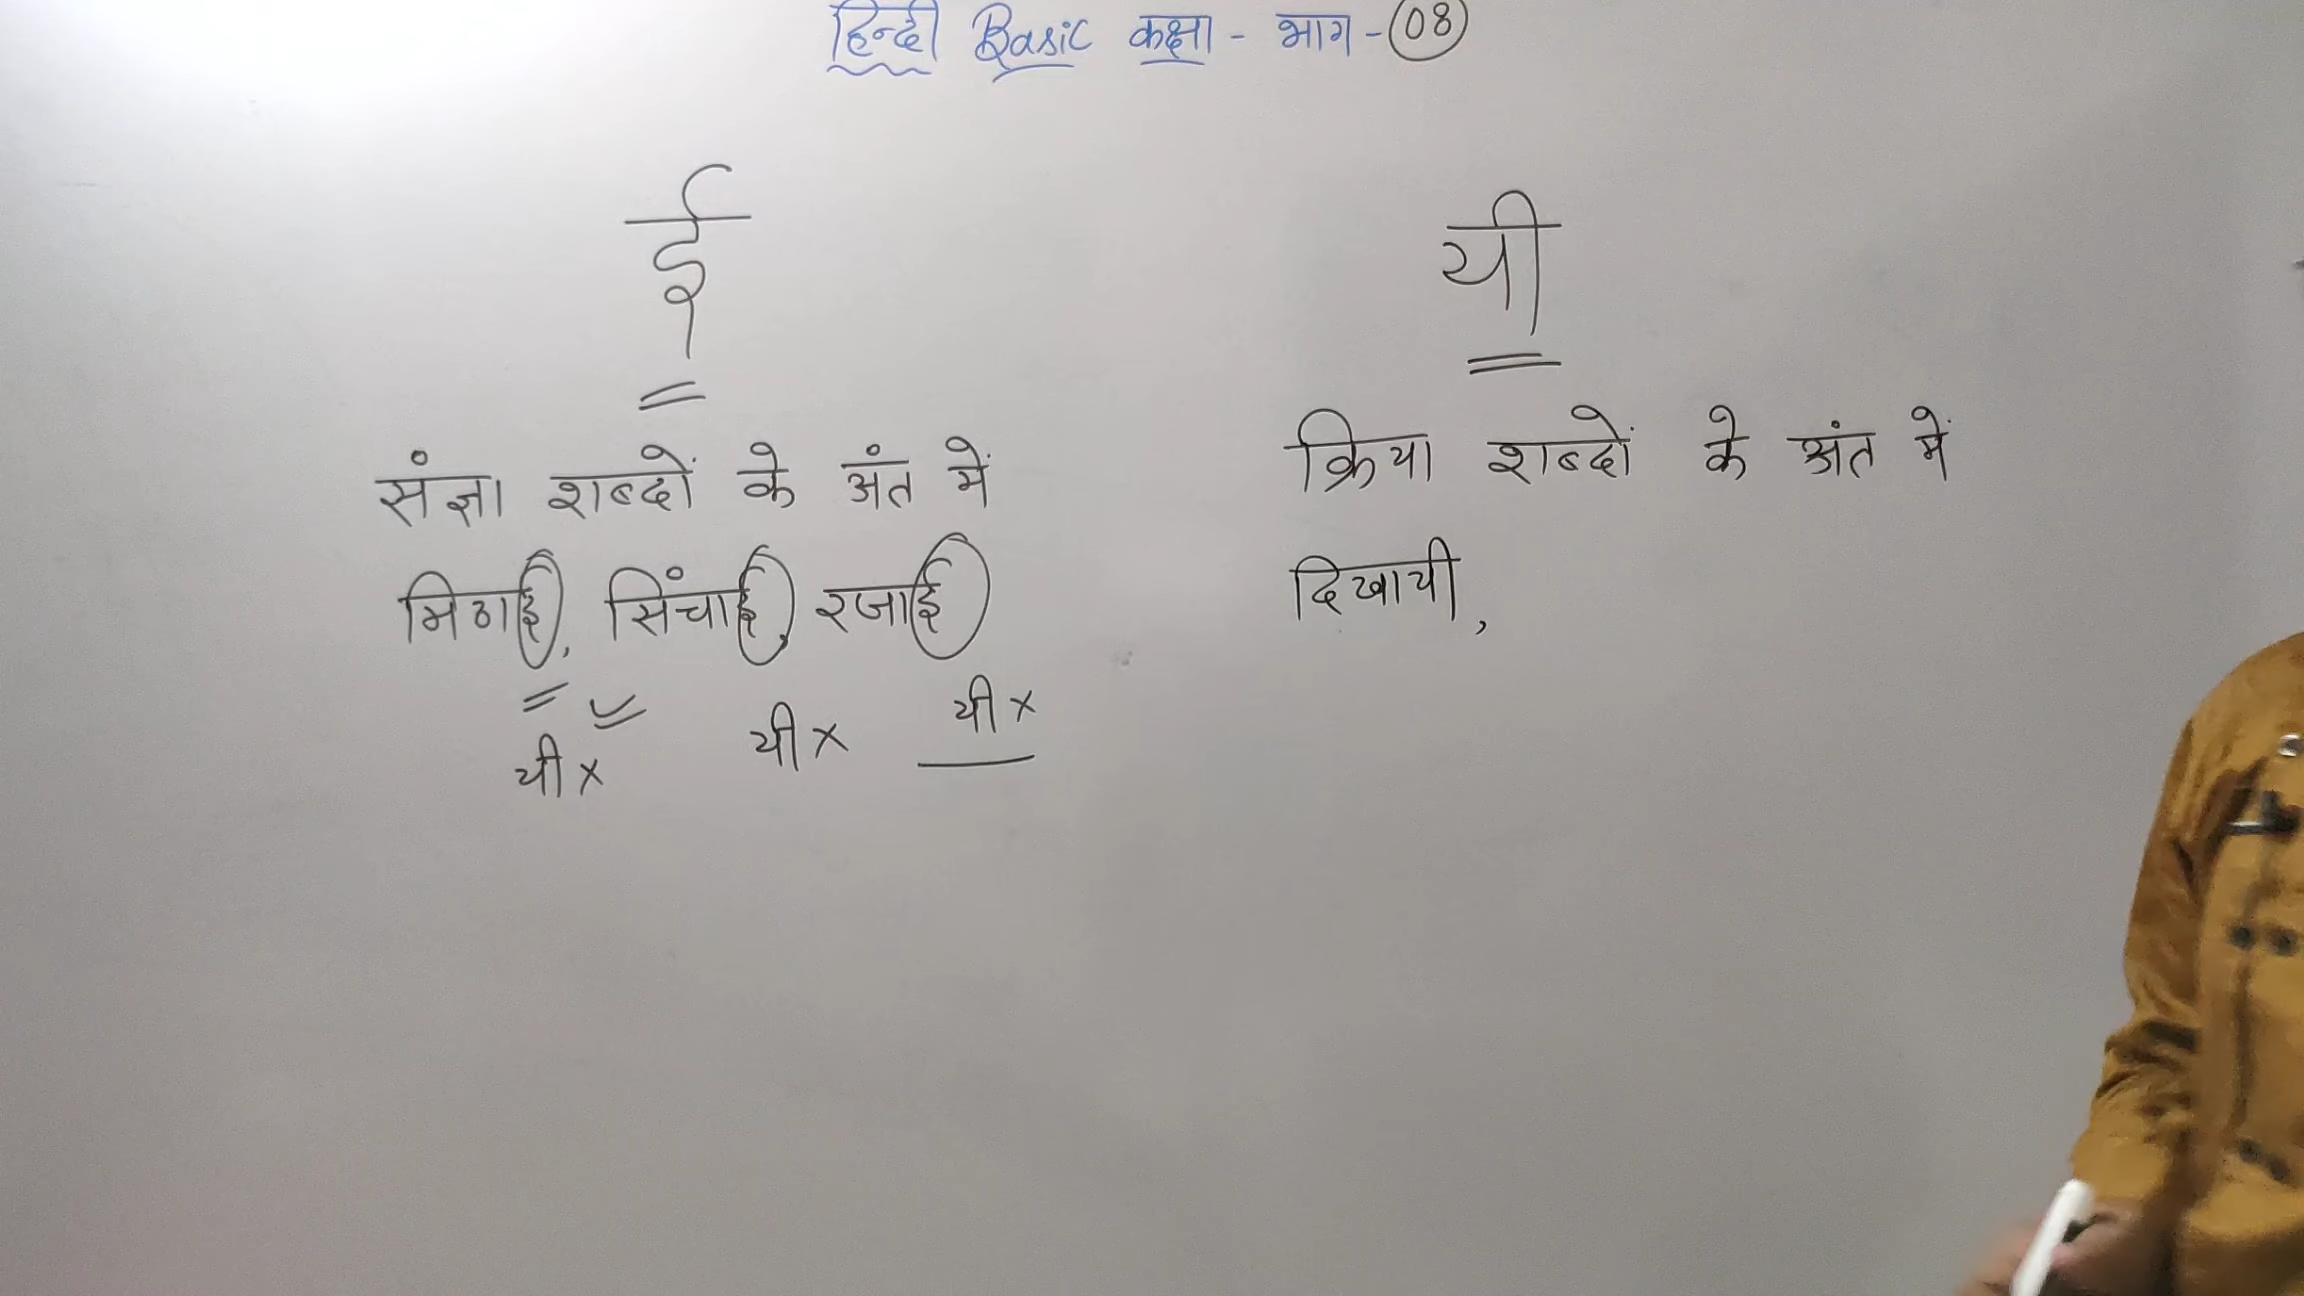 हिन्दी Basic कक्षा - भाग - 08
ई
संज्ञा शब्दों के अंत में
मिठाई, सिंचाई, रजाई
यी × यी × यी ×
यी
क्रिया शब्दों के अंत में
दिखायी,